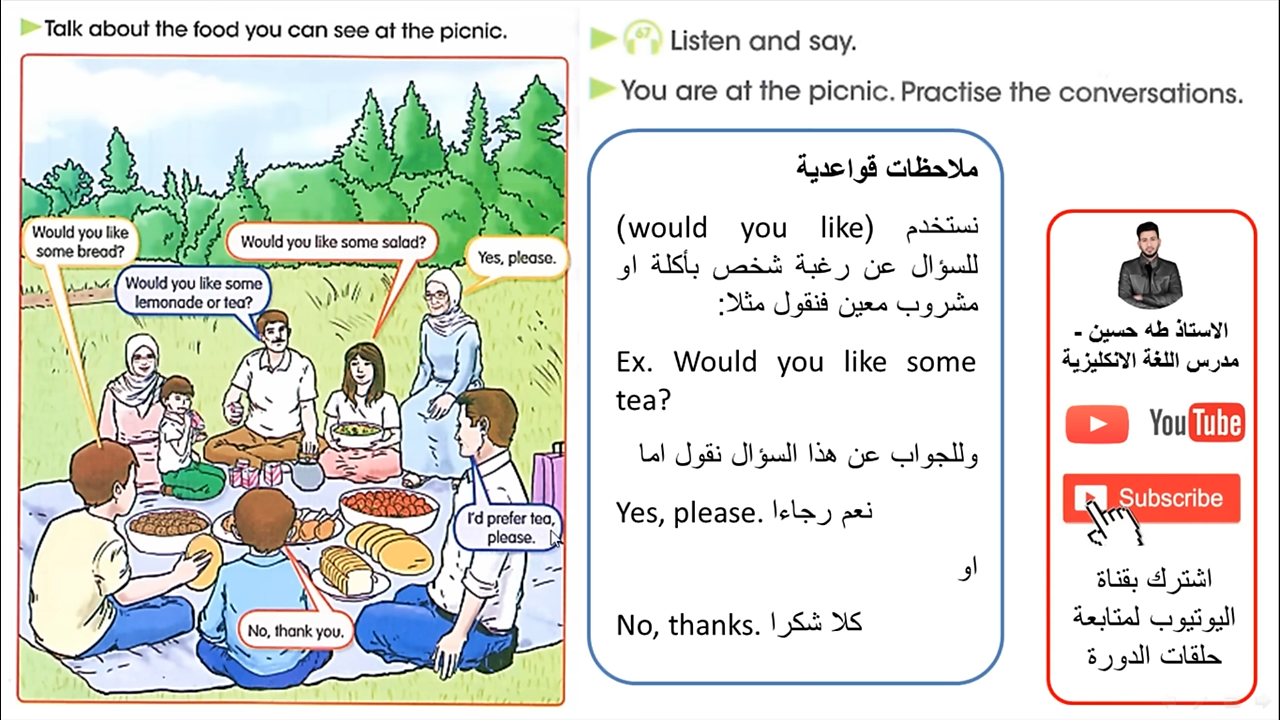 Talk about the food you can see at the picnic.
Would you like
some bread?
Would you like some
lemonade or tea?
Would you like some salad?
Yes, please.
I'd prefer tea,
please.
No, thank you.
67
Listen and say.
You are at the picnic. Practise the conversations.
ملاحظات قواعدية
نستخدم (would you like)
للسؤال عن رغبة شخص بأكلة او
مشروب معين فنقول مثلا:
Ex. Would you like some
tea?
وللجواب عن هذا السؤال نقول اما
Yes, please. نعم رجاءا
او
No, thanks. كلا شكرا
الاستاذ طه حسين -
مدرس اللغة الانكليزية
YouTube
Subscribe
اشترك بقناة
اليوتيوب لمتابعة
حلقات الدورة